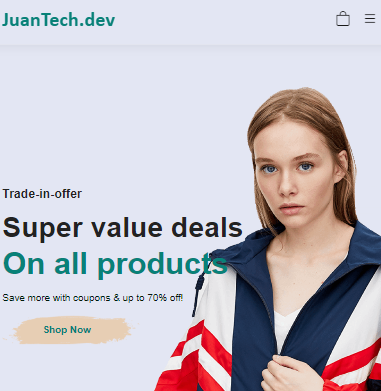 JuanTech.dev
Trade-in-offer
Super value deals
On all products
Save more with coupons & up to 70% off!
Shop Now